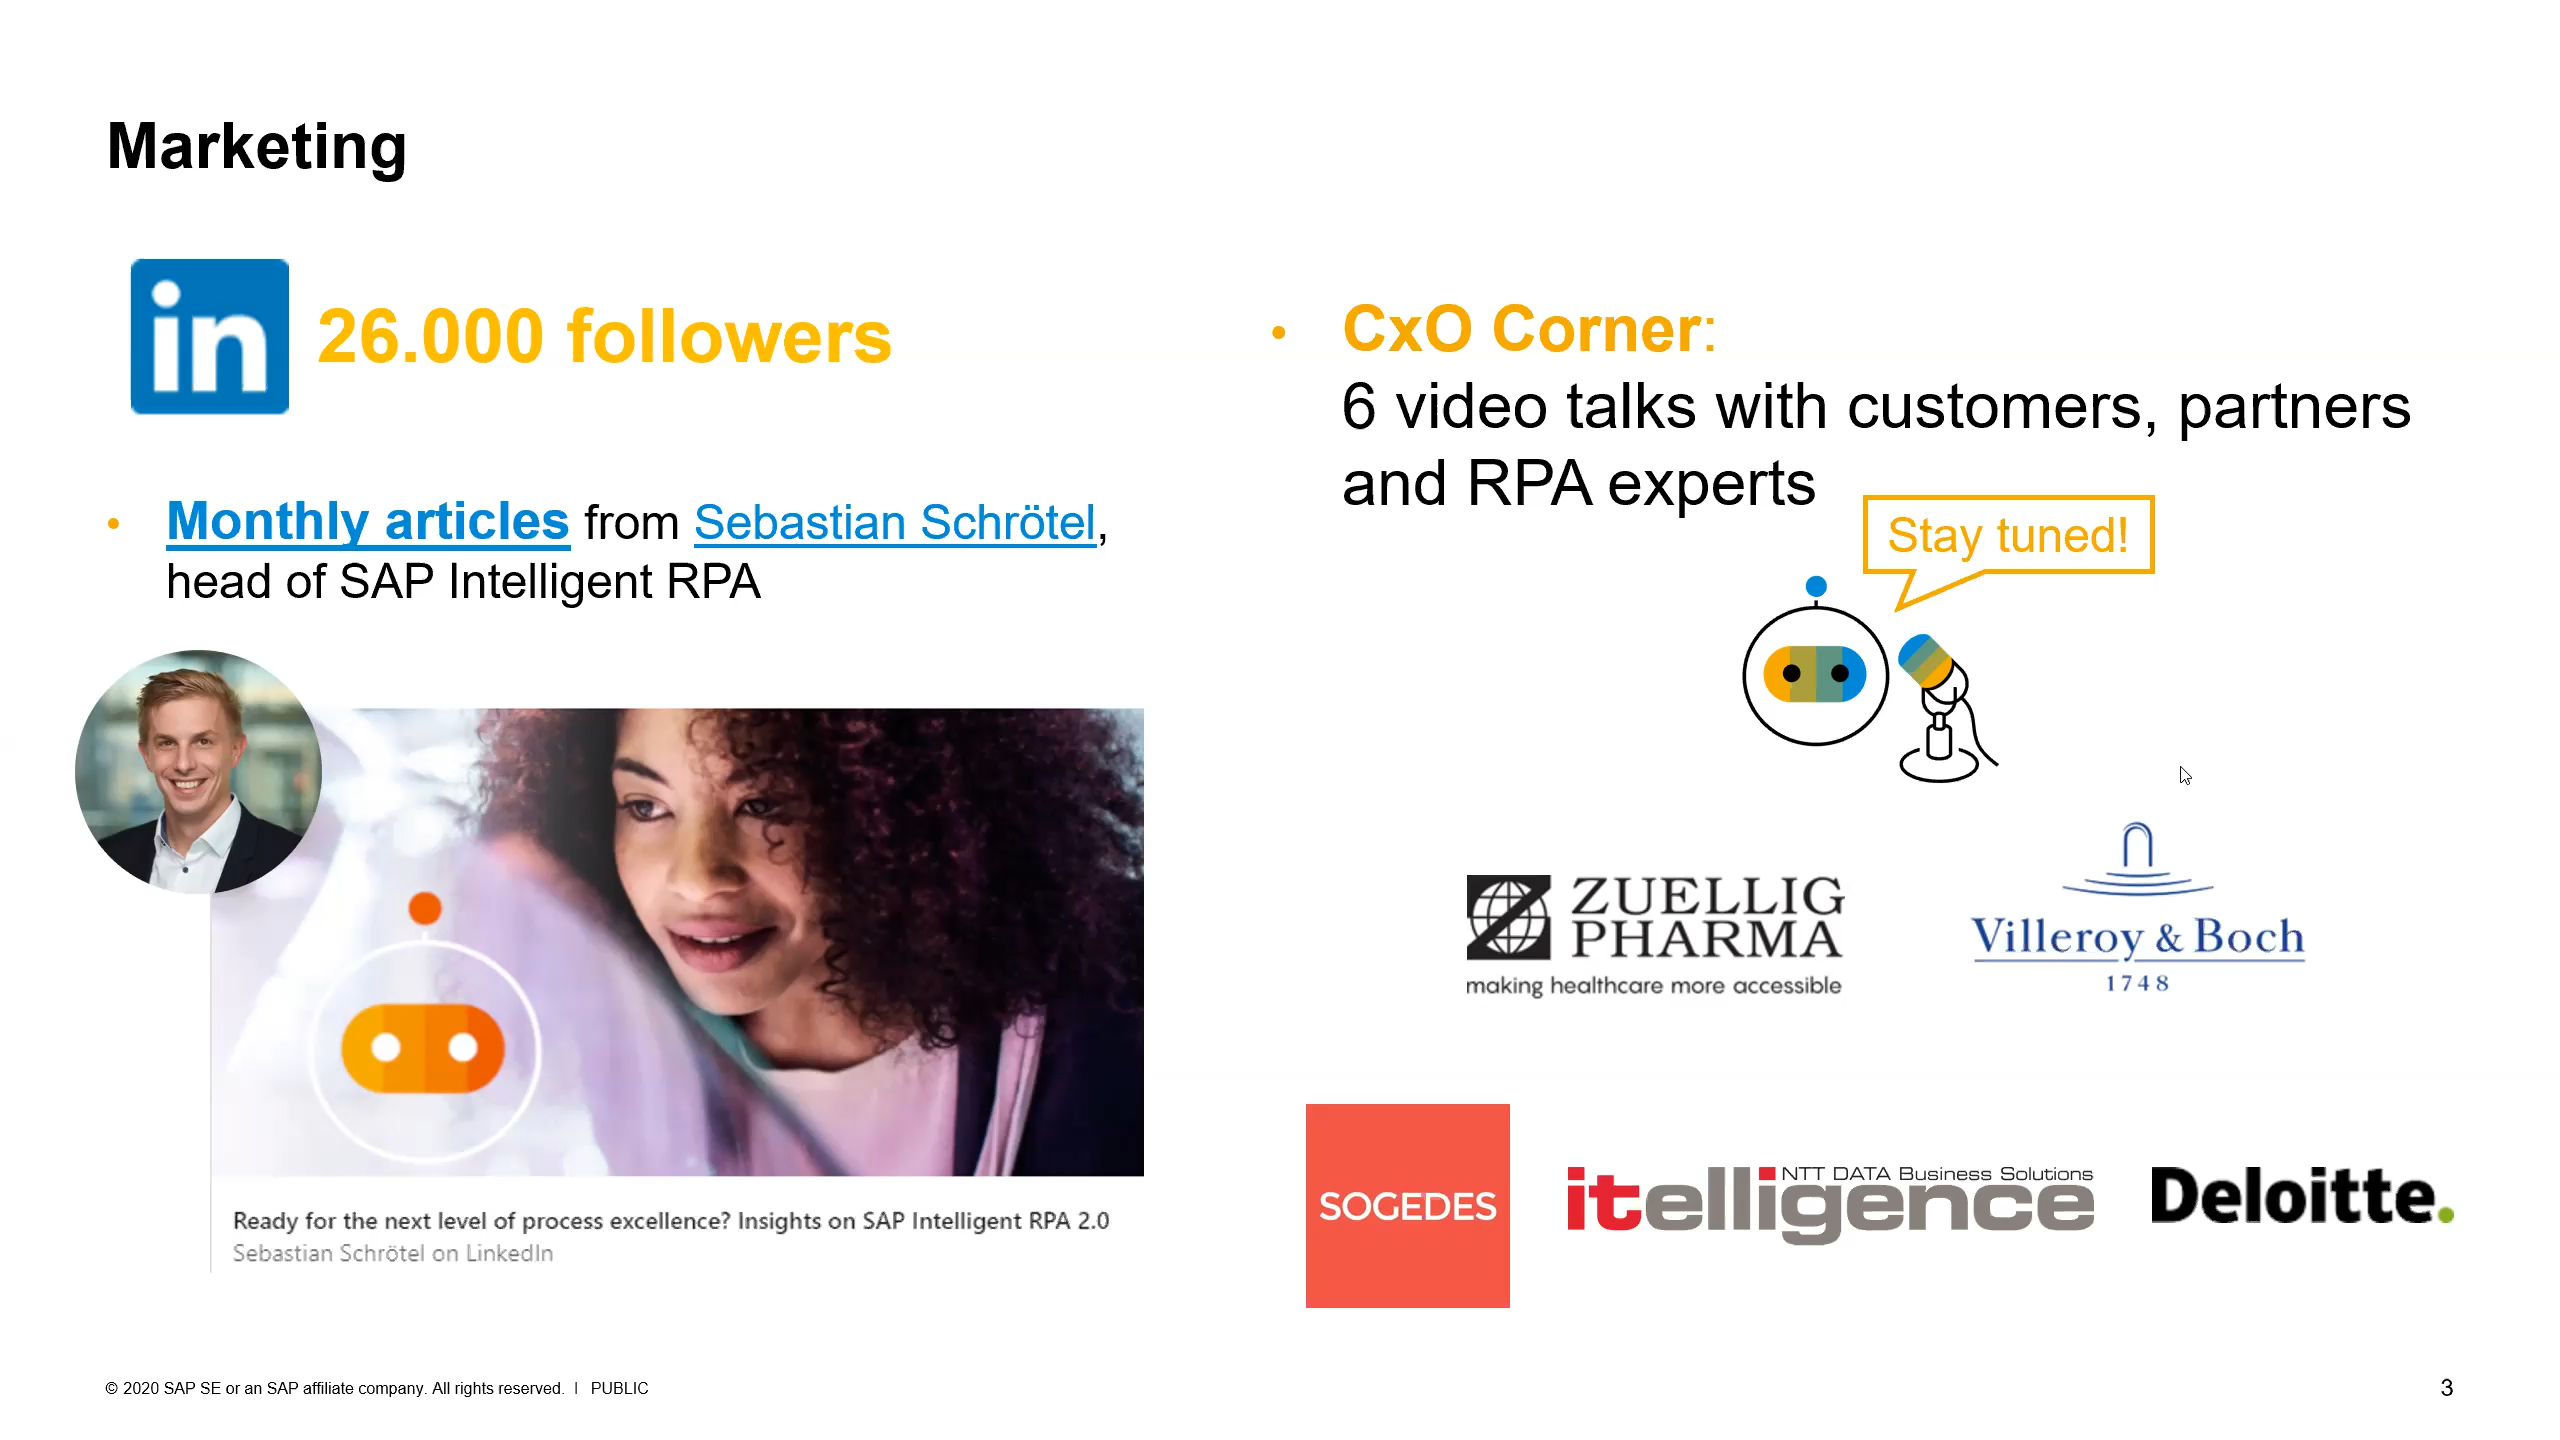 Marketing
in
26.000 followers
• Monthly articles from Sebastian Schrötel,
head of SAP Intelligent RPA
Ready for the next level of process excellence? Insights on SAP Intelligent RPA 2.0
Sebastian Schrötel on LinkedIn
• CxO Corner:
6 video talks with customers, partners
and RPA experts
Stay tuned!
ZUELLIG
PHARMA
making healthcare more accessible
Villeroy & Boch
1748
SOGEDES
NTT DATA Business Solutions
itelligence
Deloitte.
© 2020 SAP SE or an SAP affiliate company. All rights reserved. | PUBLIC
3